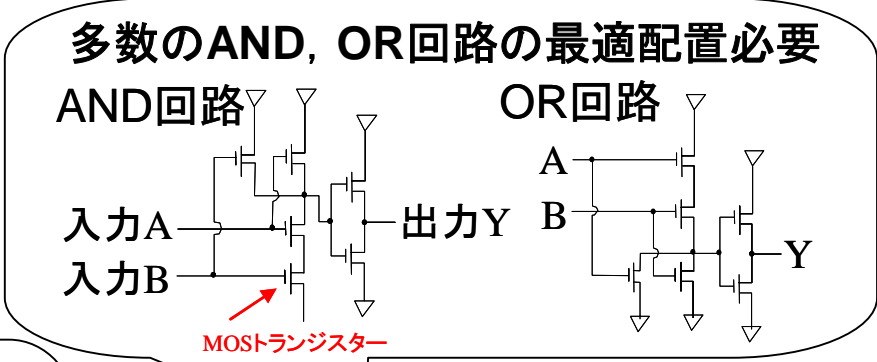 多数のAND，OR回路の最適配置必要
AND回路
OR回路
A
入力A
出力Y
B
入力B
Y
MOSトランジスター